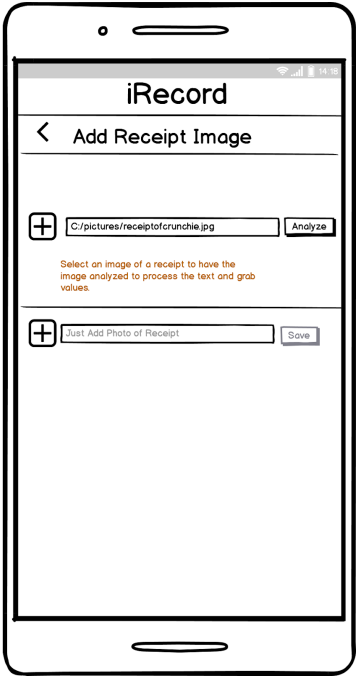 14:18
iRecord
Add Receipt Image
C:/pictures/receiptofcrunchie.jpg
Analyze
Select an image of a receipt to have the
image analyzed to process the text and grab
values.
Just Add Photo of Receipt
Save